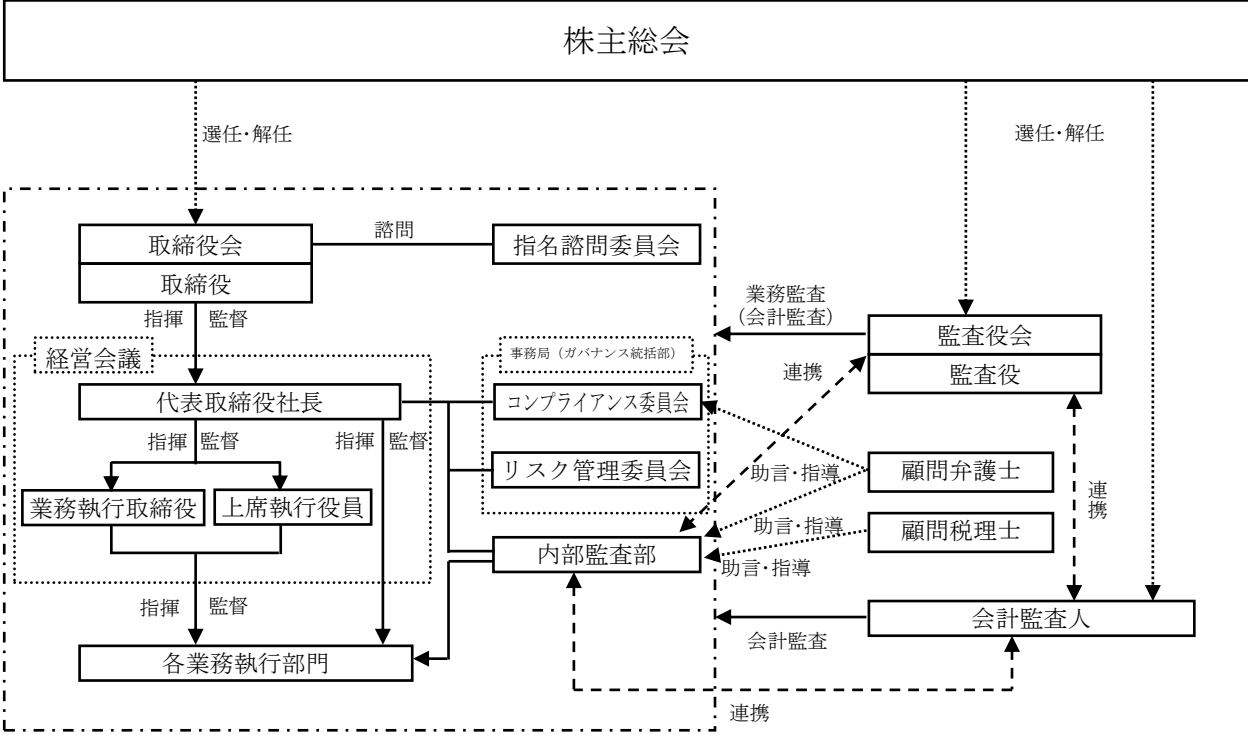 株主総会
選任・解任
選任・解任
取締役会
諮問
指名諮問委員会
取締役
指揮
監督
業務監査
(会計監査)
監査役会
監査役
経営会議
事務局（ガバナンス統括部）
連携
代表取締役社長
コンプライアンス委員会
指揮
監督
指揮
監督
リスク管理委員会
助言・指導
顧問弁護士
業務執行取締役
上席執行役員
連携
助言・指導
顧問税理士
内部監査部
助言・指導
指揮
監督
会計監査人
会計監査
各業務執行部門
連携